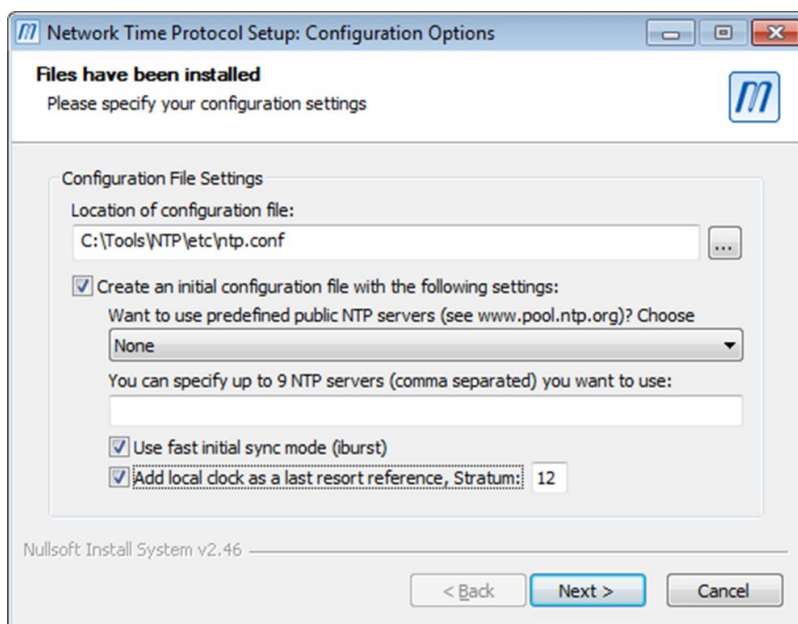 Network Time Protocol Setup: Configuration Options
Files have been installed
Please specify your configuration settings
Configuration File Settings
Location of configuration file:
C:\Tools\NTP\etc\ntp.conf
...
Create an initial configuration file with the following settings:
Want to use predefined public NTP servers (see www.pool.ntp.org)? Choose
None
You can specify up to 9 NTP servers (comma separated) you want to use:
Use fast initial sync mode (iburst)
Add local clock as a last resort reference, Stratum: 12
Nullsoft Install System v2.46
< Back Next > Cancel